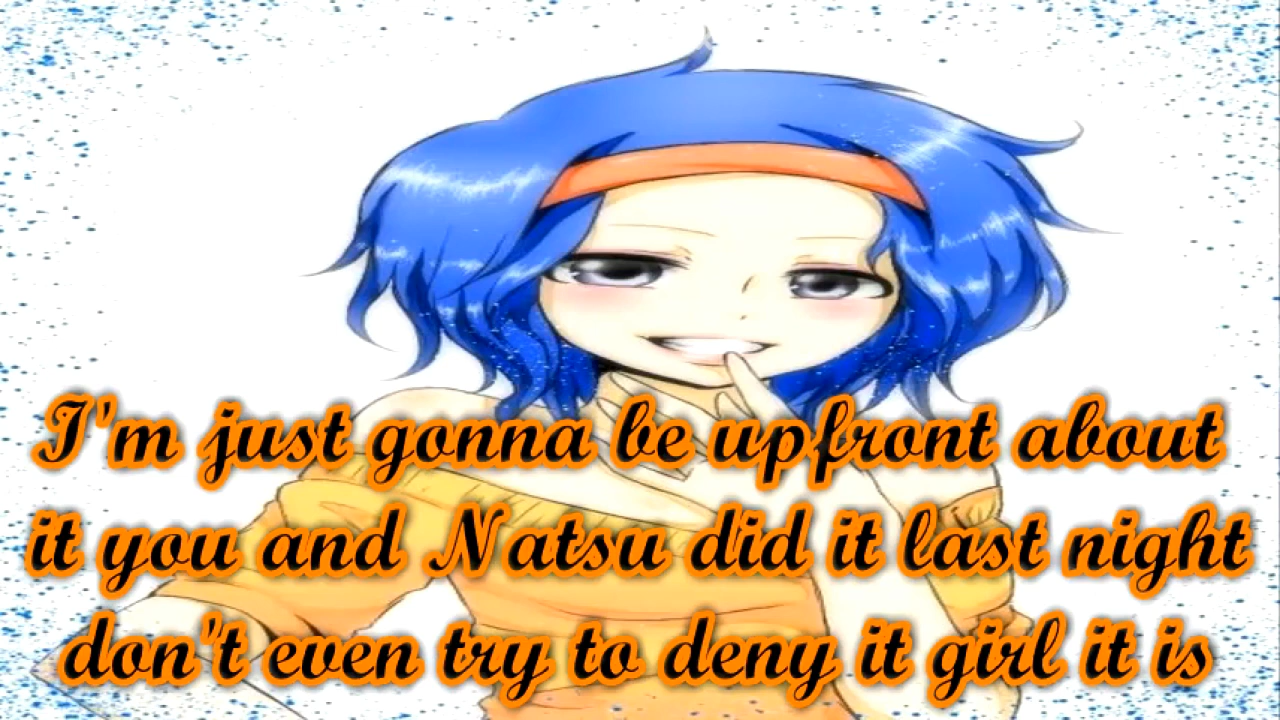 I'm just gonna be upfront about
it you and Natsu did it last night
don't even try to deny it girl it is